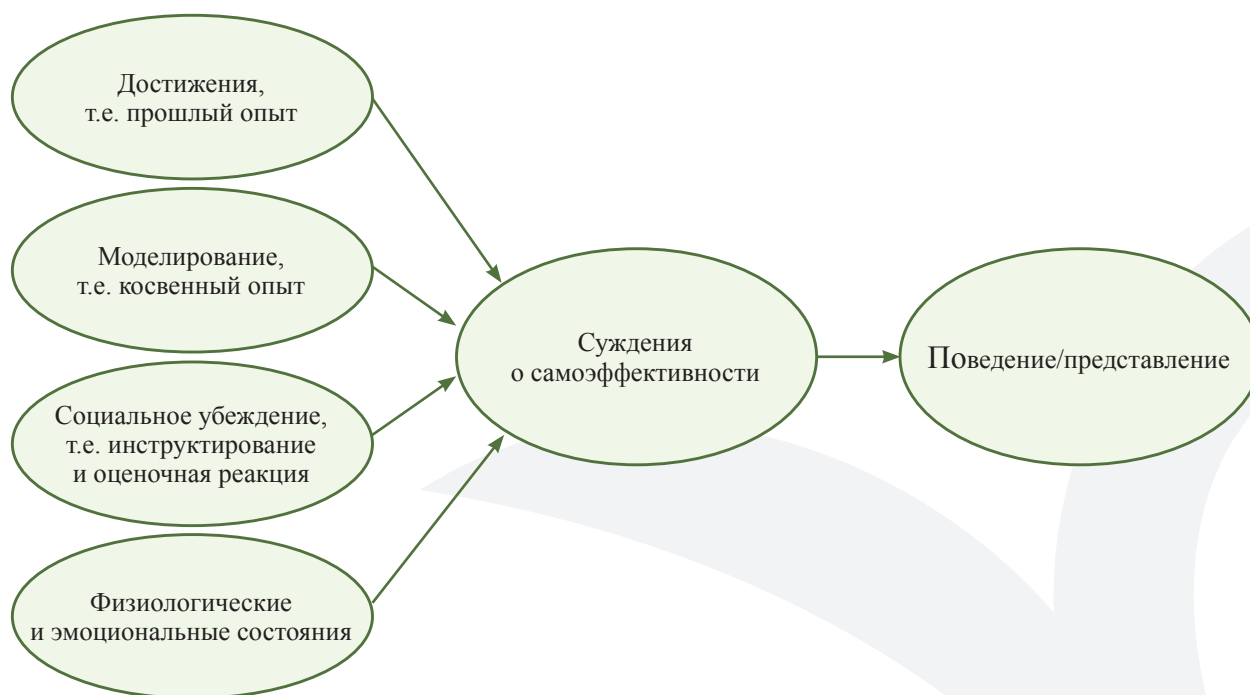 Достижения,
т.е. прошлый опыт
Моделирование,
т.е. косвенный опыт
Социальное убеждение,
т.е. инструктирование
и оценочная реакция
Физиологические
и эмоциональные состояния
Суждения
о самоэффективности
Поведение/представление